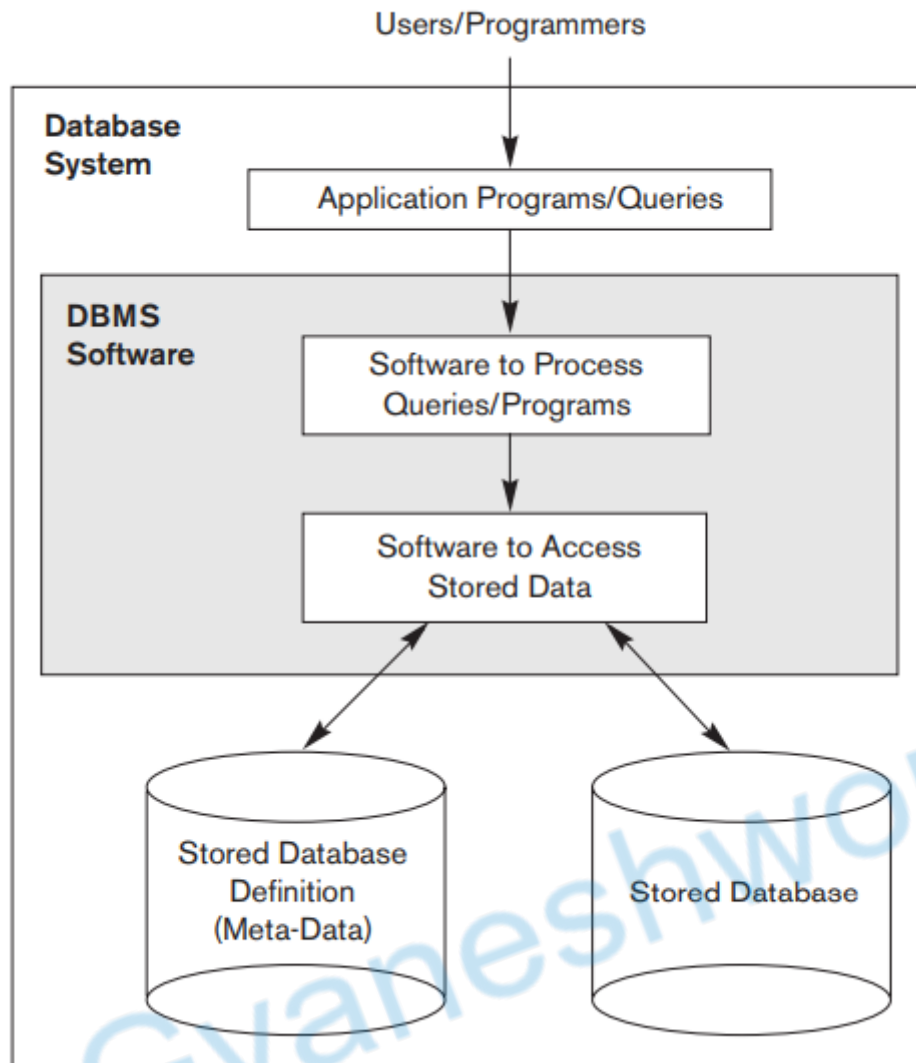 Users/Programmers
Database
System
Application Programs/Queries
DBMS
Software
Software to Process
Queries/Programs
Software to Access
Stored Data
Stored Database
Definition
(Meta-Data)
Stored Database